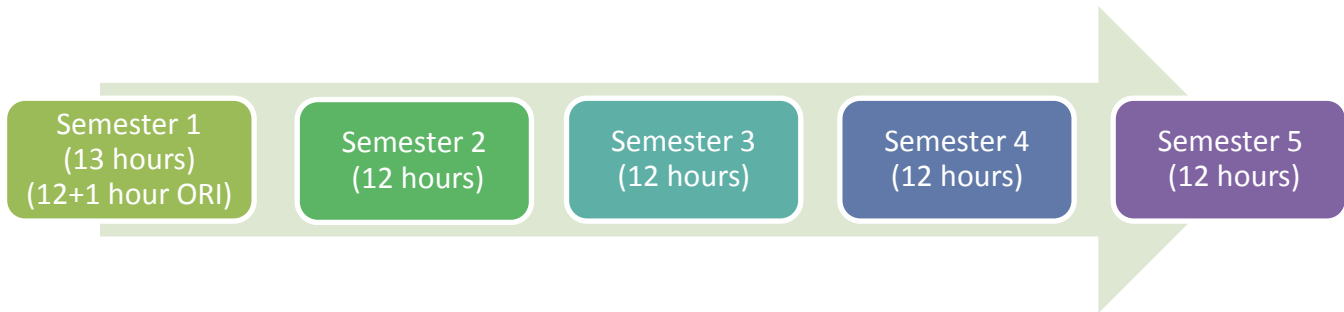 Semester 1
(13 hours)
(12+1 hour ORI)
Semester 2
(12 hours)
Semester 3
(12 hours)
Semester 4
(12 hours)
Semester 5
(12 hours)